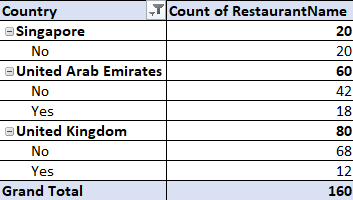 Country Count of RestaurantName
Singapore 20
No 20
United Arab Emirates 60
No 42
Yes 18
United Kingdom 80
No 68
Yes 12
Grand Total 160